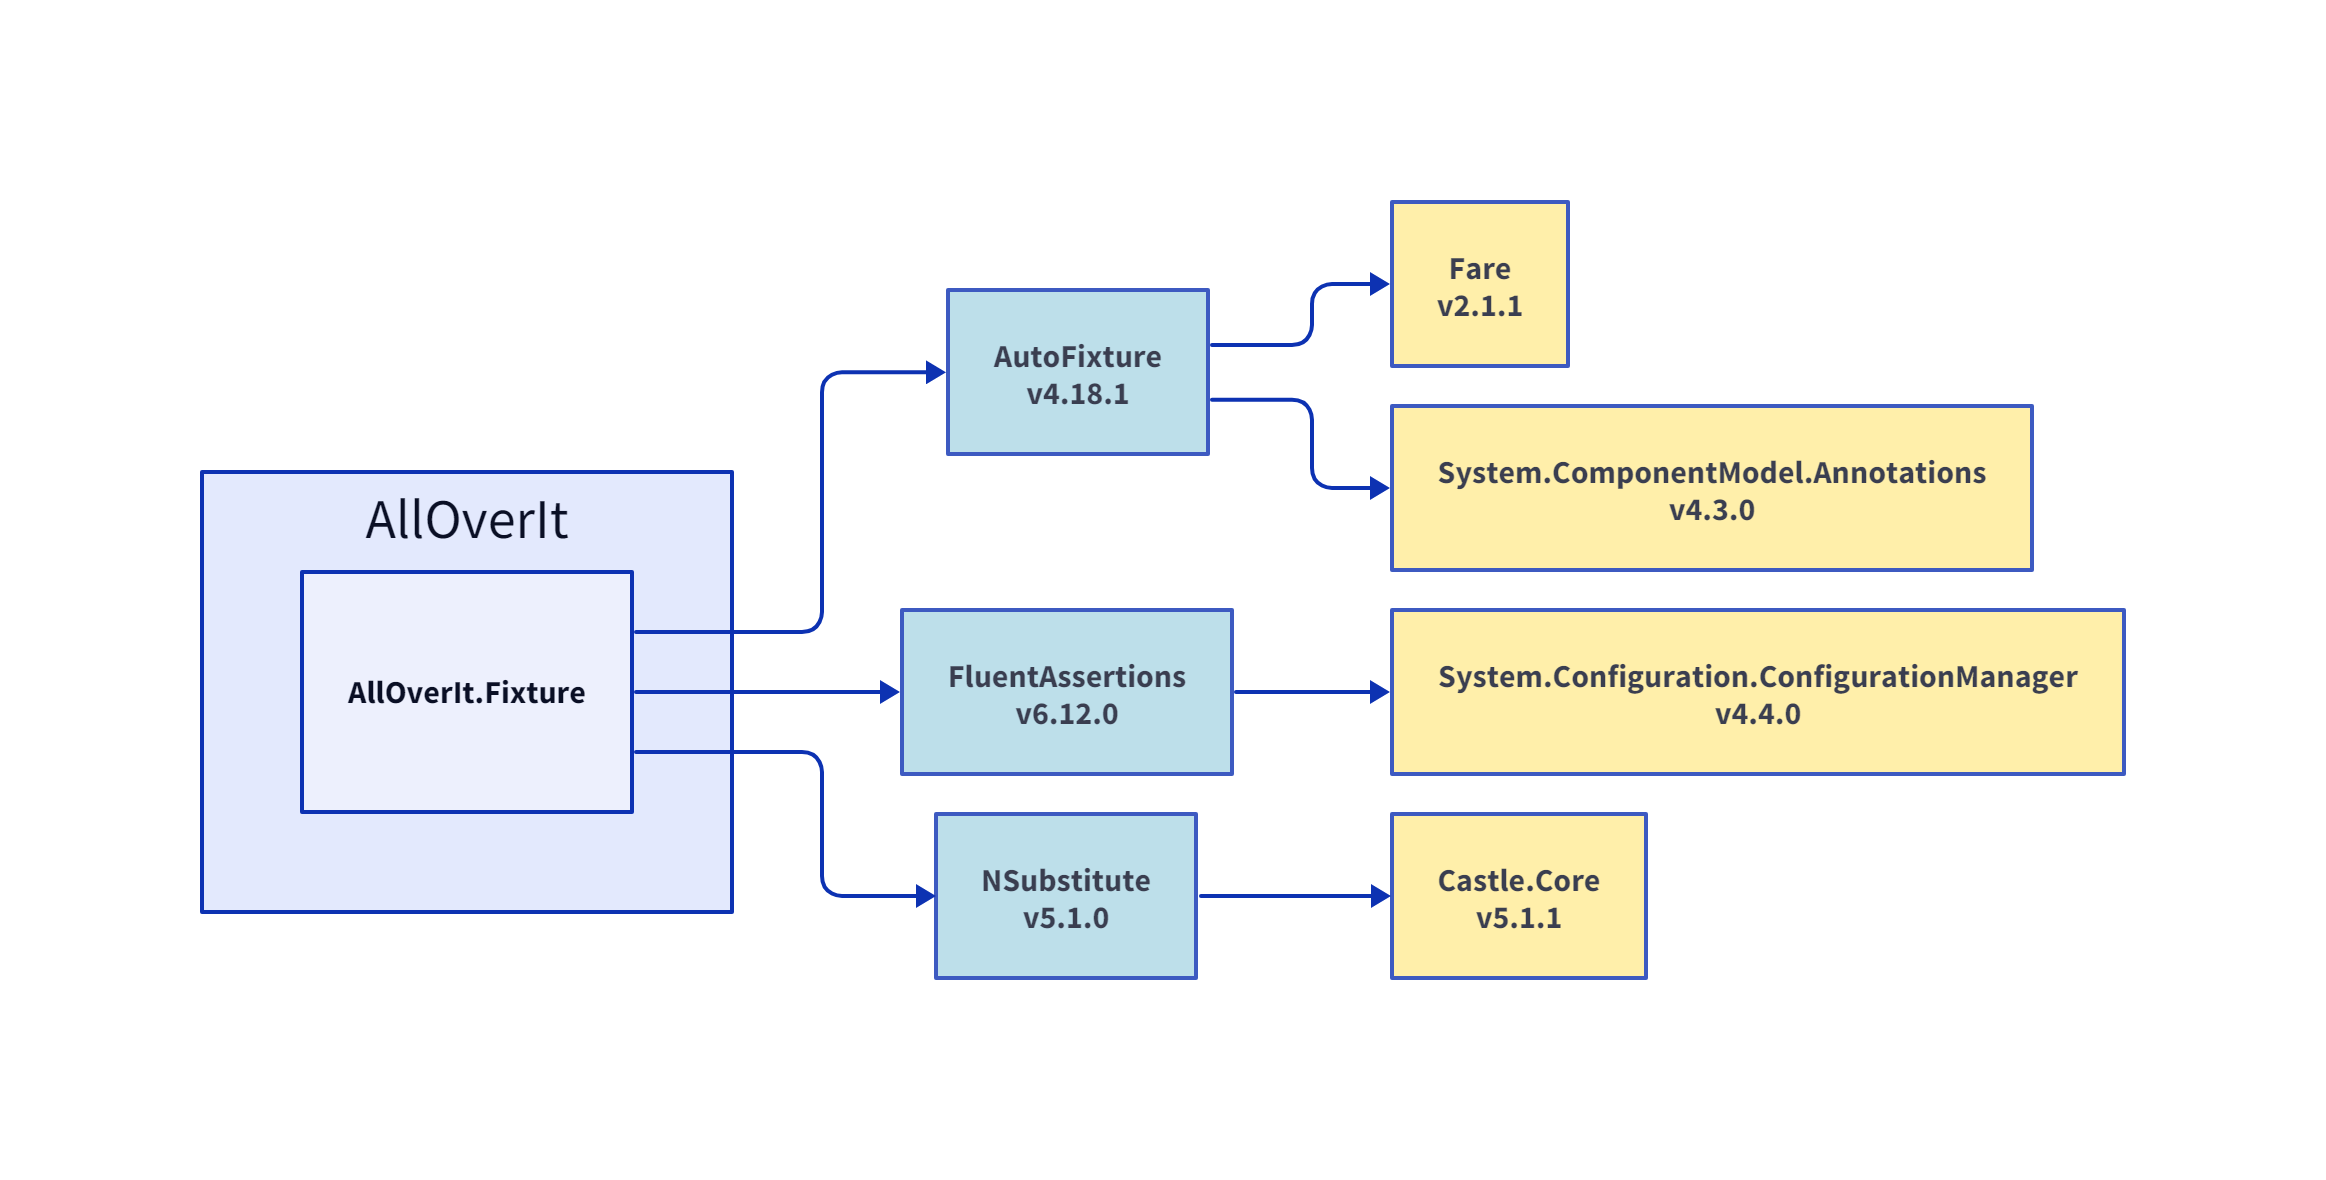 AllOverIt
AllOverIt.Fixture
AutoFixture
v4.18.1
FluentAssertions
v6.12.0
NSubstitute
v5.1.0
Fare
v2.1.1
System.ComponentModel.Annotations
v4.3.0
System.Configuration.ConfigurationManager
v4.4.0
Castle.Core
v5.1.1